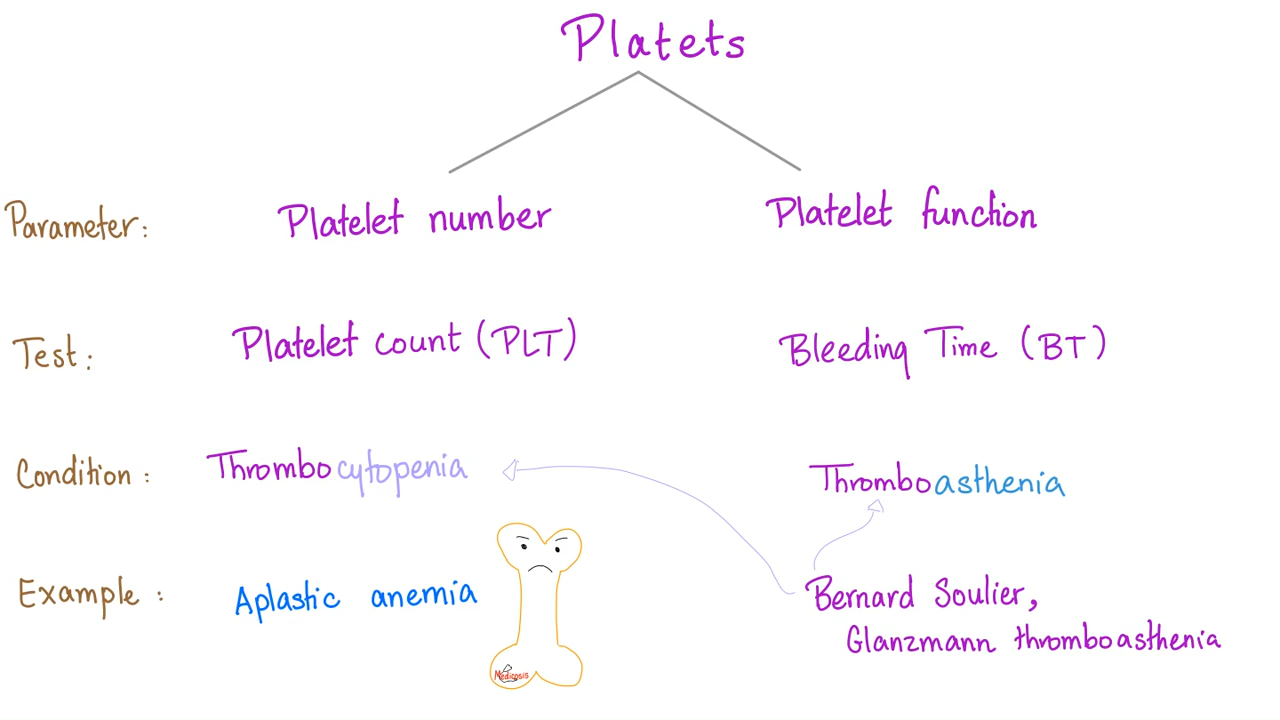 Platets
Parameter: Platelet number Platelet function
Test: Platelet count (PLT) Bleeding Time (BT)
Condition: Thrombocytopenia Thromboasthenia
Example: Aplastic anemia Bernard Soulier,
Glanzmann thromboasthenia
Medicosis